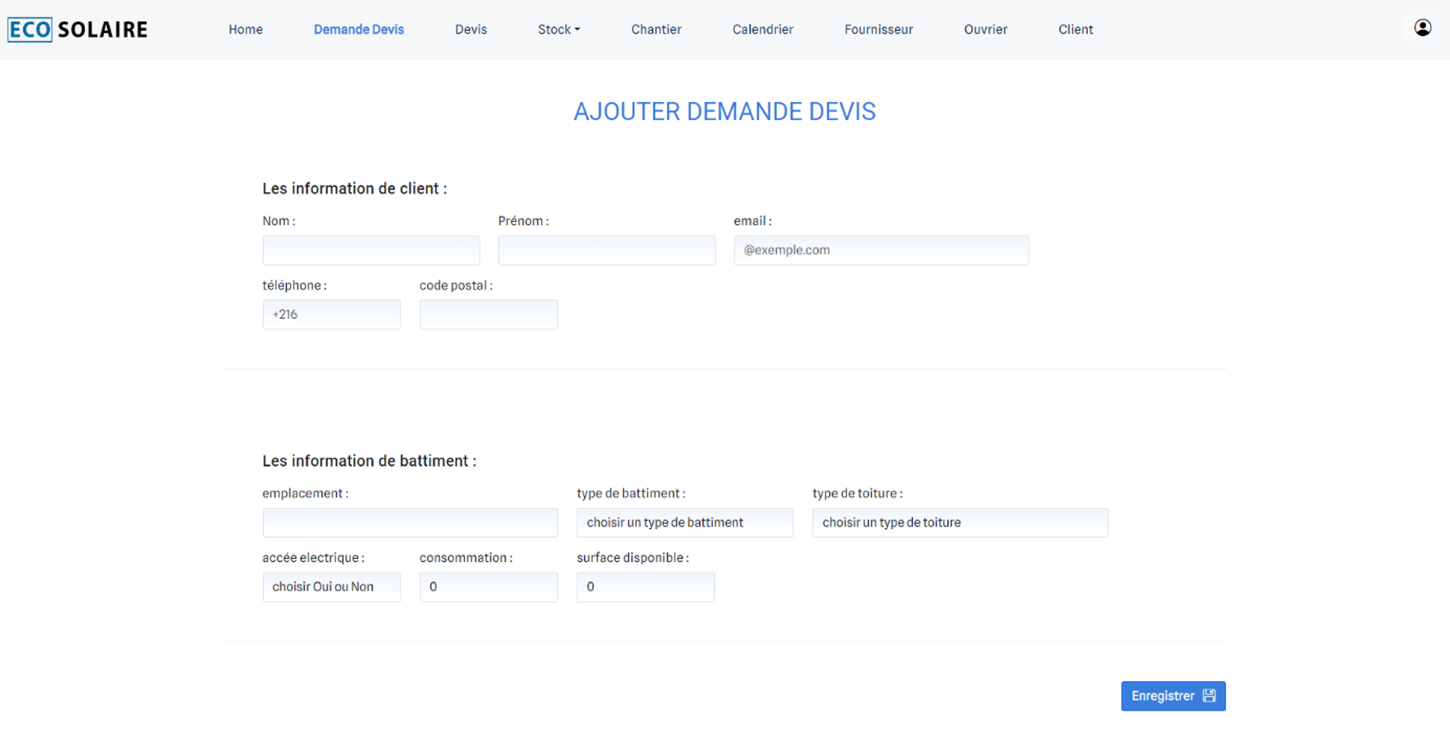 ECO SOLAIRE Home Demande Devis Devis Stock Chantier Calendrier Fournisseur Ouvrier Client
AJOUTER DEMANDE DEVIS
Les information de client :
Nom : Prénom : email :
@exemple.com
téléphone : code postal :
+216
Les information de battiment :
emplacement : type de battiment : type de toiture :
choisir un type de battiment choisir un type de toiture
accée electrique : consommation : surface disponible :
choisir Oui ou Non 0 0
Enregistrer